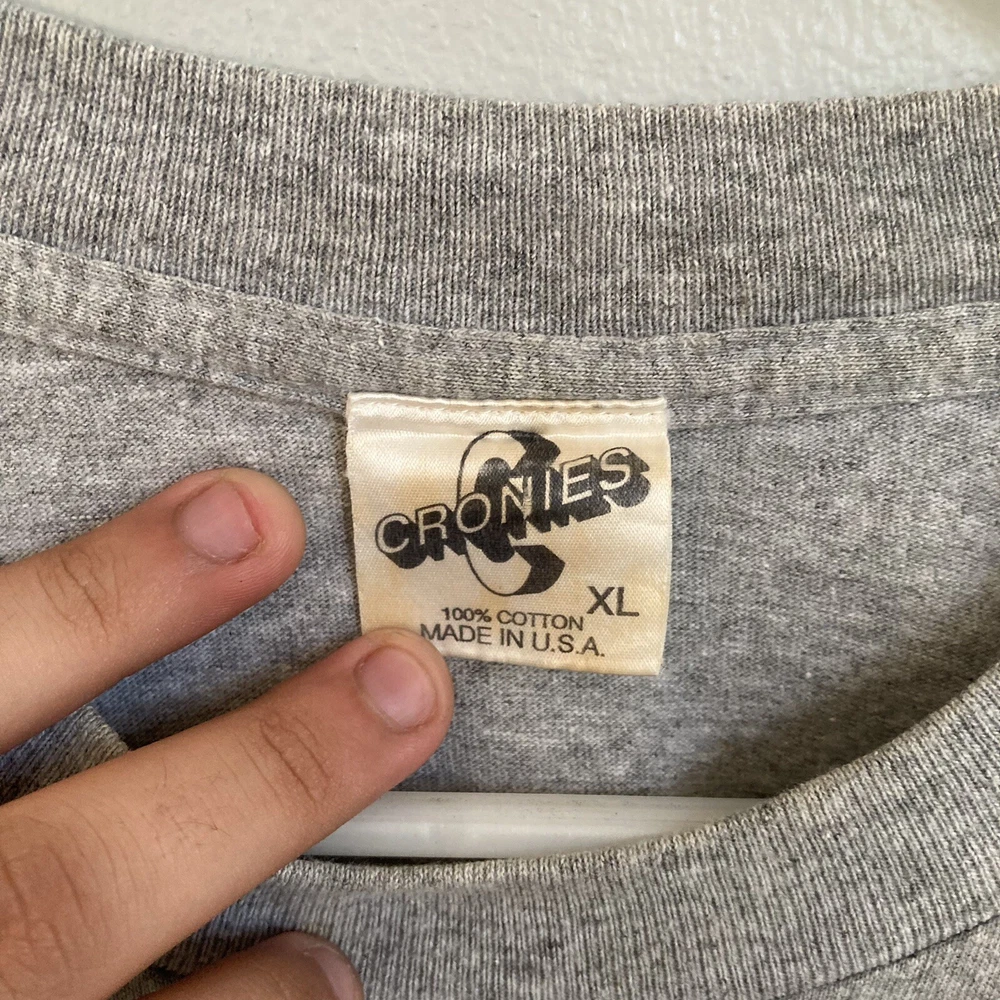 C
CRONIES
XL
100% COTTON
MADE IN U.S.A.